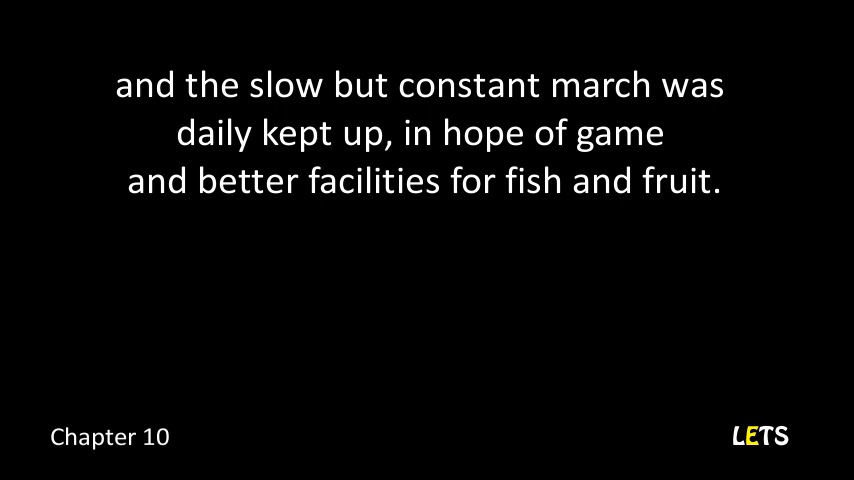 and the slow but constant march was
daily kept up, in hope of game
and better facilities for fish and fruit.
Chapter 10
LETS